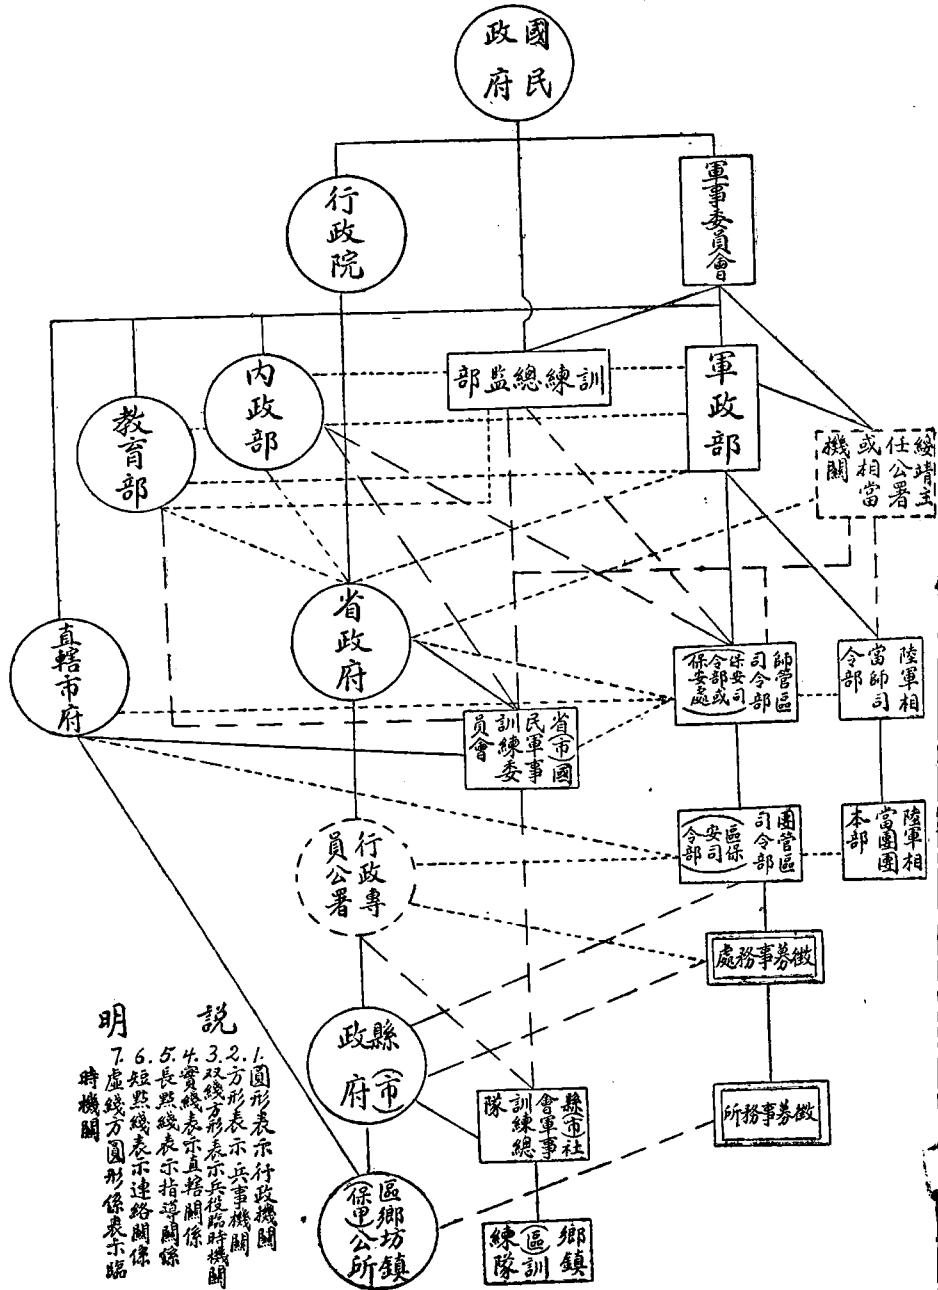 國民
政府
行政院
軍事委員會
訓練總監部
軍政部
內政部
教育部
綏靖主
任公署
或相當
機關
省政府
直轄市府
師管區
司令部
(保安司
令部或
保安處)
陸軍相
當師司
令部
省(市)國
民軍事
訓練委
員會
團管區
司令部
(區保
安司
令部)
陸軍相
當團團
本部
行政專
員公署
徵募事務處
縣(市)
政府
徵募事務所
縣(市)社
會軍事
訓練總
隊
區鄉坊鎮
(保甲)公所
鄉鎮
(區)訓
練隊
說明
1.圓形表示行政機關
2.方形表示兵事機關
3.双綫方形表示兵役臨時機關
4.實綫表示直轄關係
5.長點綫表示指導關係
6.短點綫表示連絡關係
7.虛綫方圓形係表示臨
時機關